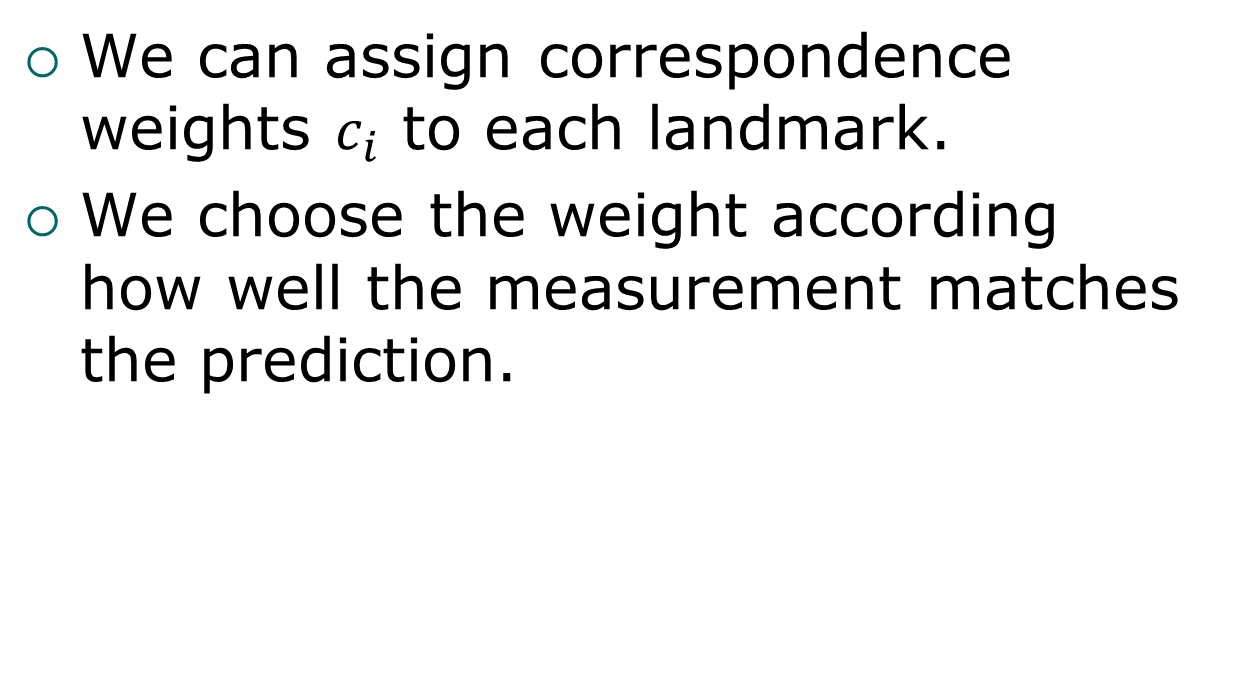 ○ We can assign correspondence
weights 𝑐ᵢ to each landmark.
○ We choose the weight according
how well the measurement matches
the prediction.